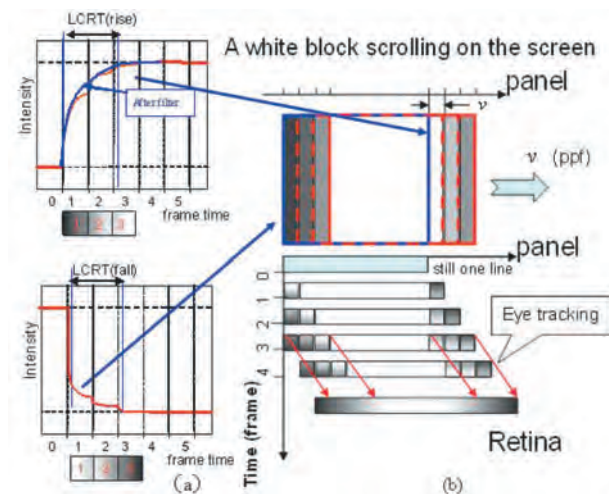 LCRT(rise)
Intensity
Afterfilter
0 1 2 3 4 5
frame time
1 2 3
LCRT(fall)
Intensity
0 1 2 3 4 5
frame time
1 2 3
(a)
A white block scrolling on the screen
panel
ν
ν (ppf)
panel
still one line
0
1
2
3
4
Eye tracking
Time (frame)
Retina
(b)